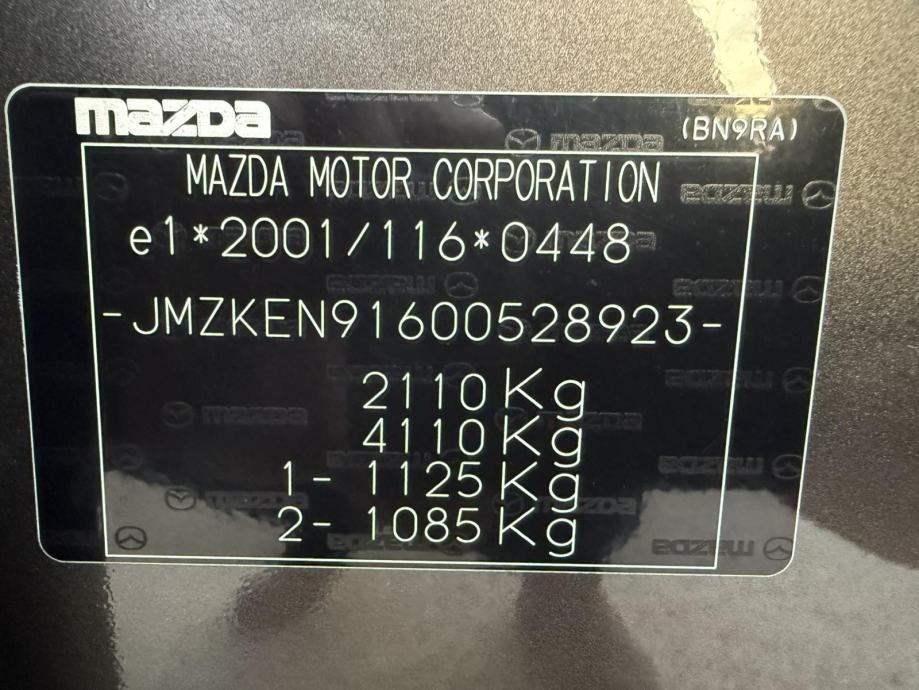 mazda
(BN9RA)
MAZDA MOTOR CORPORATION
e1*2001/116*0448
-JMZKEN91600528923-
2110Kg
4110Kg
1- 1125Kg
2- 1085Kg